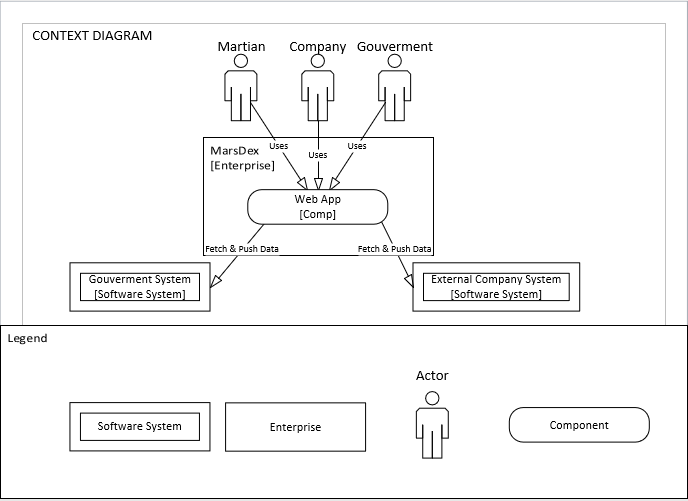 CONTEXT DIAGRAM
Martian
Company
Gouverment
MarsDex
[Enterprise]
Uses
Uses
Uses
Web App
[Comp]
Fetch & Push Data
Fetch & Push Data
Gouverment System
[Software System]
External Company System
[Software System]
Legend
Actor
Software System
Enterprise
Component